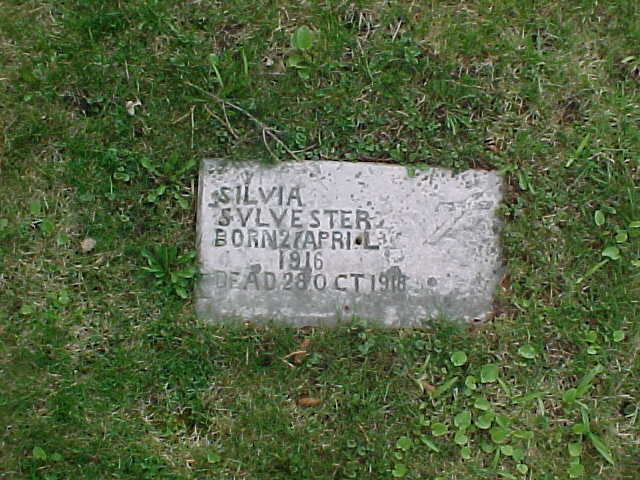 SILVIA
SYLVESTER
BORN 27 APRIL
1916
DEAD 28 OCT 1918